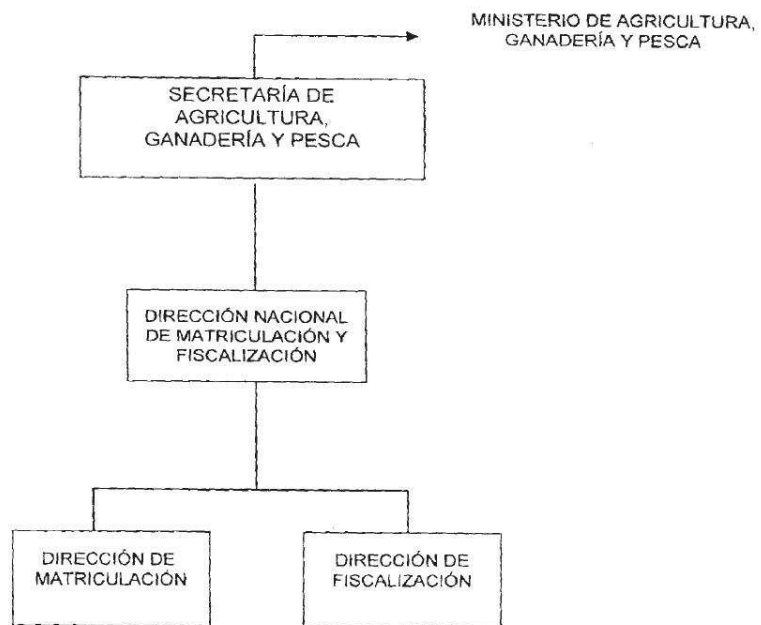 MINISTERIO DE AGRICULTURA,
GANADERÍA Y PESCA
SECRETARÍA DE
AGRICULTURA,
GANADERÍA Y PESCA
DIRECCIÓN NACIONAL
DE MATRICULACIÓN Y
FISCALIZACIÓN
DIRECCIÓN DE
MATRICULACIÓN
DIRECCIÓN DE
FISCALIZACIÓN